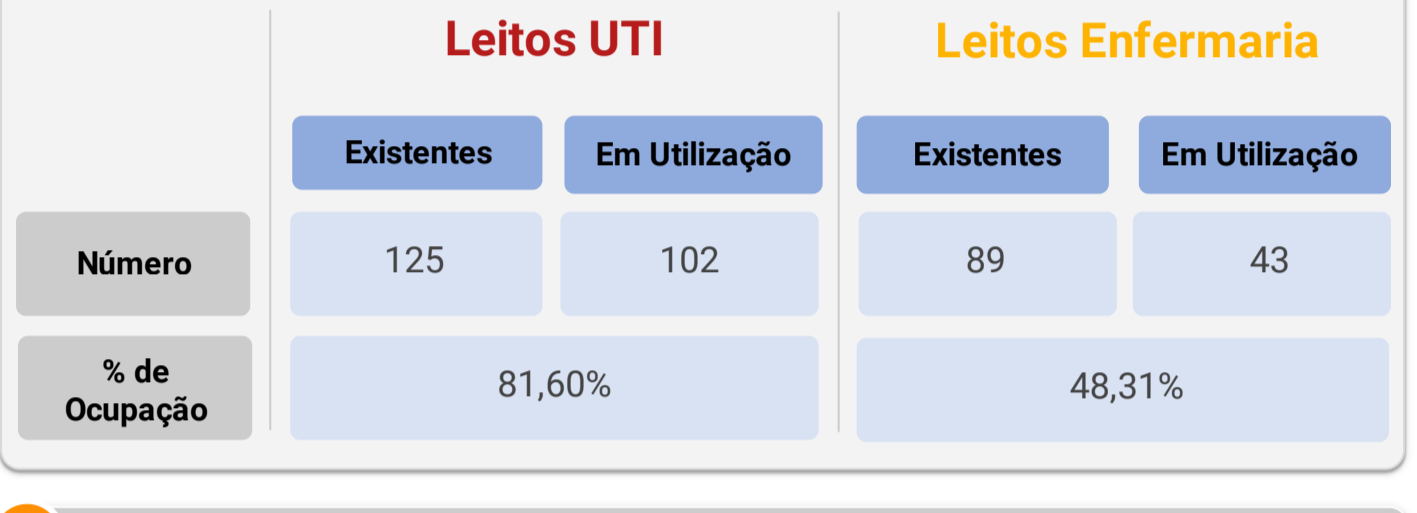 Leitos UTI
Leitos Enfermaria
Existentes
Em Utilização
Existentes
Em Utilização
Número
125
102
89
43
% de
Ocupação
81,60%
48,31%